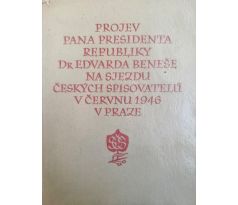 PROJEV
PANA PRESIDENTA
REPUBLIKY
DR EDVARDA BENEŠE
NA SJEZDU
ČESKÝCH SPISOVATELŮ
V ČERVNU 1946
V PRAZE